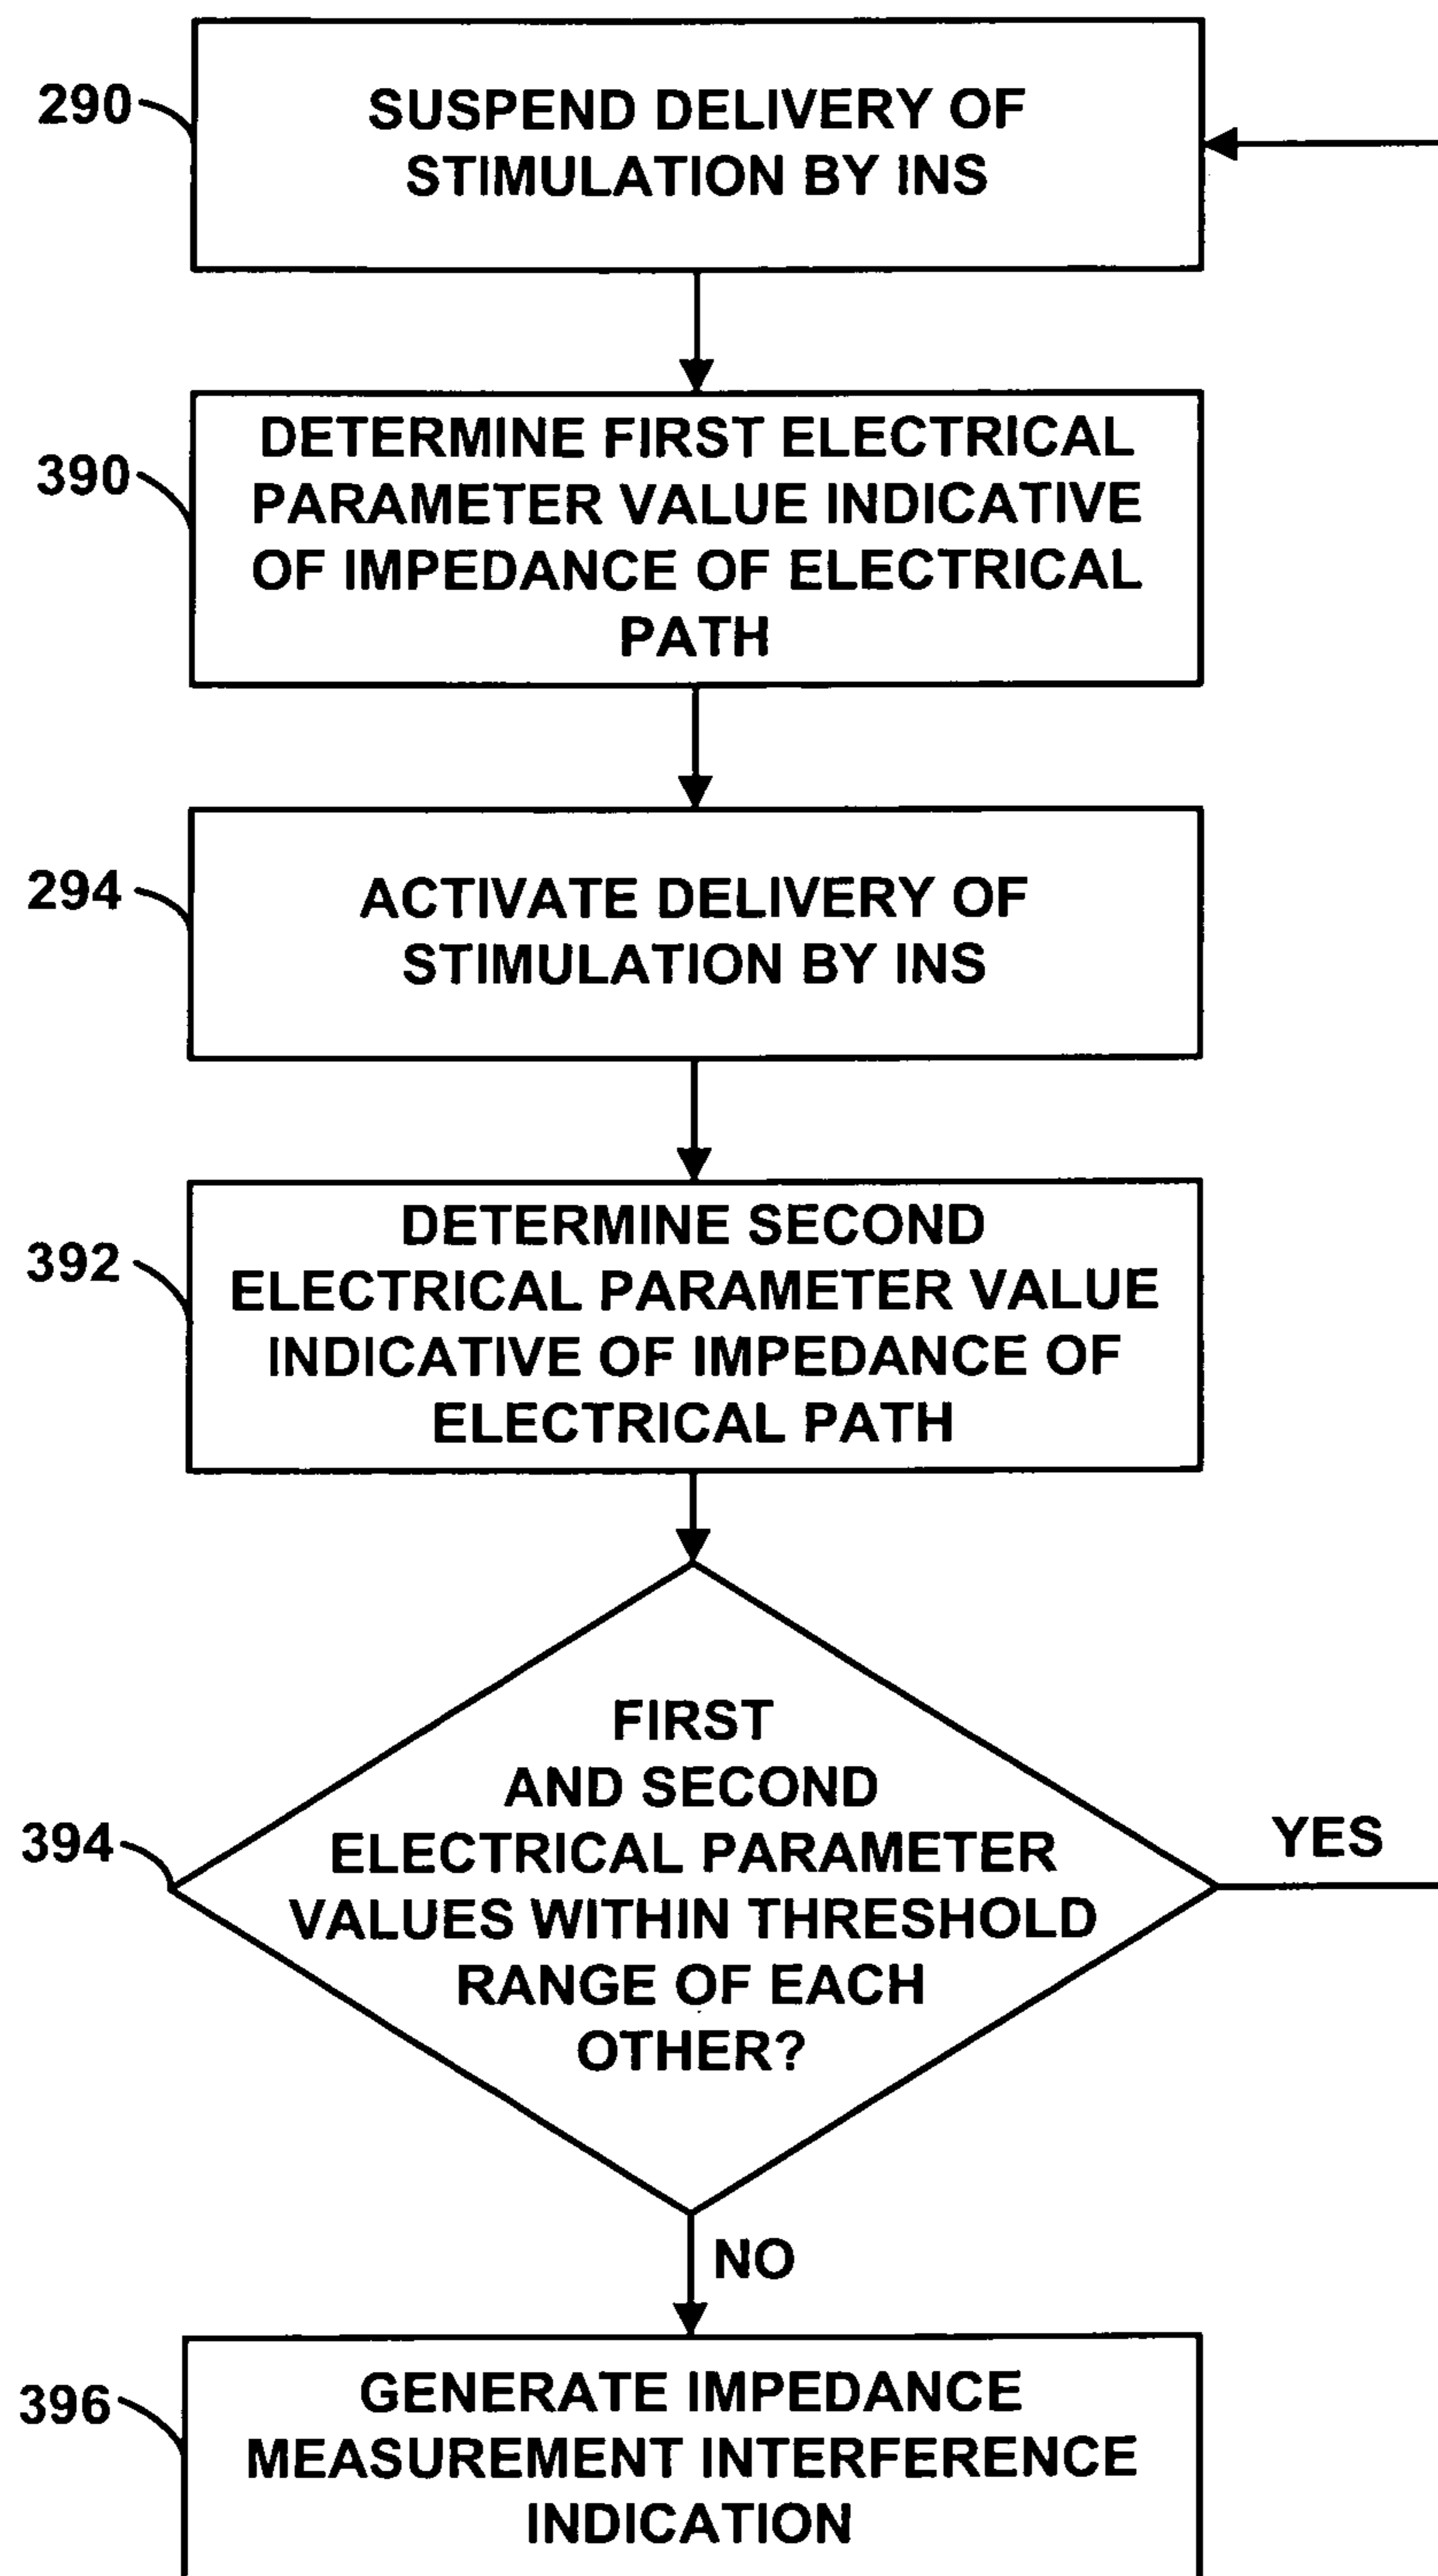 290
SUSPEND DELIVERY OF
STIMULATION BY INS
390
DETERMINE FIRST ELECTRICAL
PARAMETER VALUE INDICATIVE
OF IMPEDANCE OF ELECTRICAL
PATH
294
ACTIVATE DELIVERY OF
STIMULATION BY INS
392
DETERMINE SECOND
ELECTRICAL PARAMETER VALUE
INDICATIVE OF IMPEDANCE OF
ELECTRICAL PATH
394
FIRST
AND SECOND
ELECTRICAL PARAMETER
VALUES WITHIN THRESHOLD
RANGE OF EACH
OTHER?
YES
NO
396
GENERATE IMPEDANCE
MEASUREMENT INTERFERENCE
INDICATION